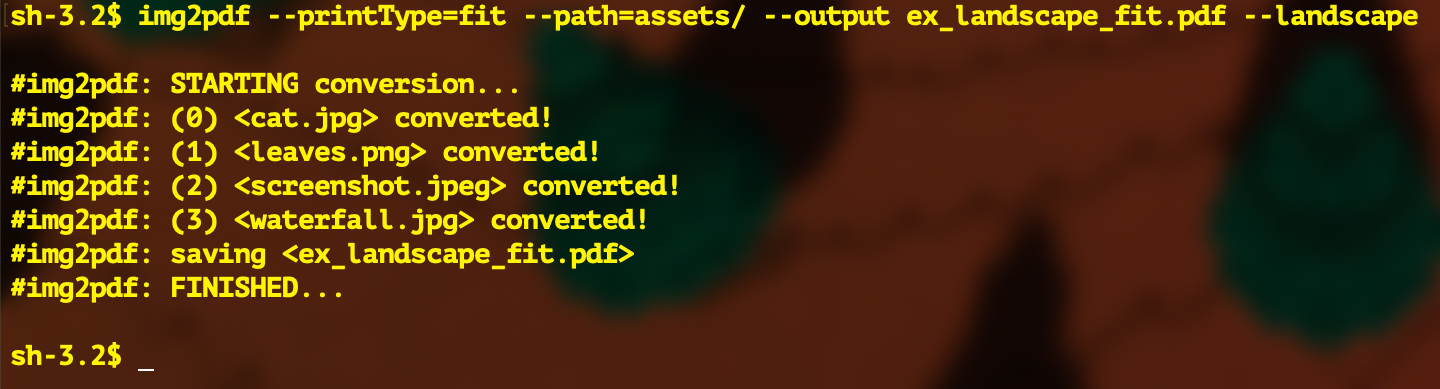 sh-3.2$ img2pdf --printType=fit --path=assets/ --output ex_landscape_fit.pdf --landscape
#img2pdf: STARTING conversion...
#img2pdf: (0) <cat.jpg> converted!
#img2pdf: (1) <leaves.png> converted!
#img2pdf: (2) <screenshot.jpeg> converted!
#img2pdf: (3) <waterfall.jpg> converted!
#img2pdf: saving <ex_landscape_fit.pdf>
#img2pdf: FINISHED...
sh-3.2$ _